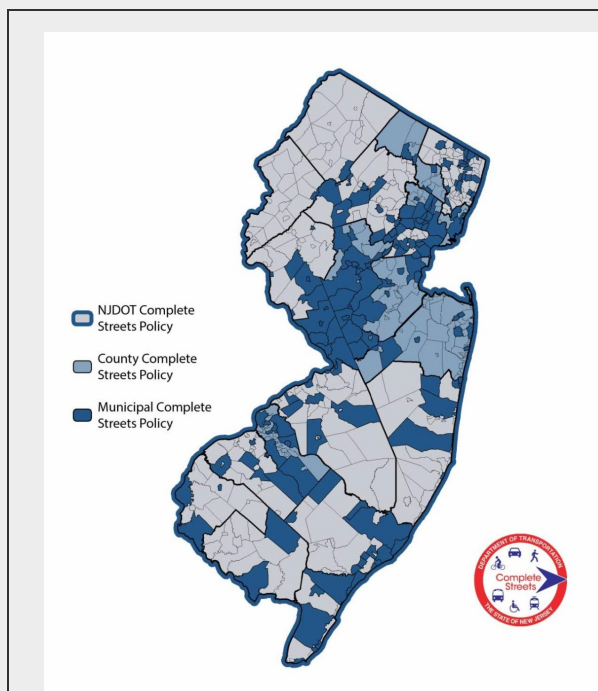 NJDOT Complete
Streets Policy
County Complete
Streets Policy
Municipal Complete
Streets Policy
DEPARTMENT OF TRANSPORTATION
Complete
Streets
THE STATE OF NEW JERSEY